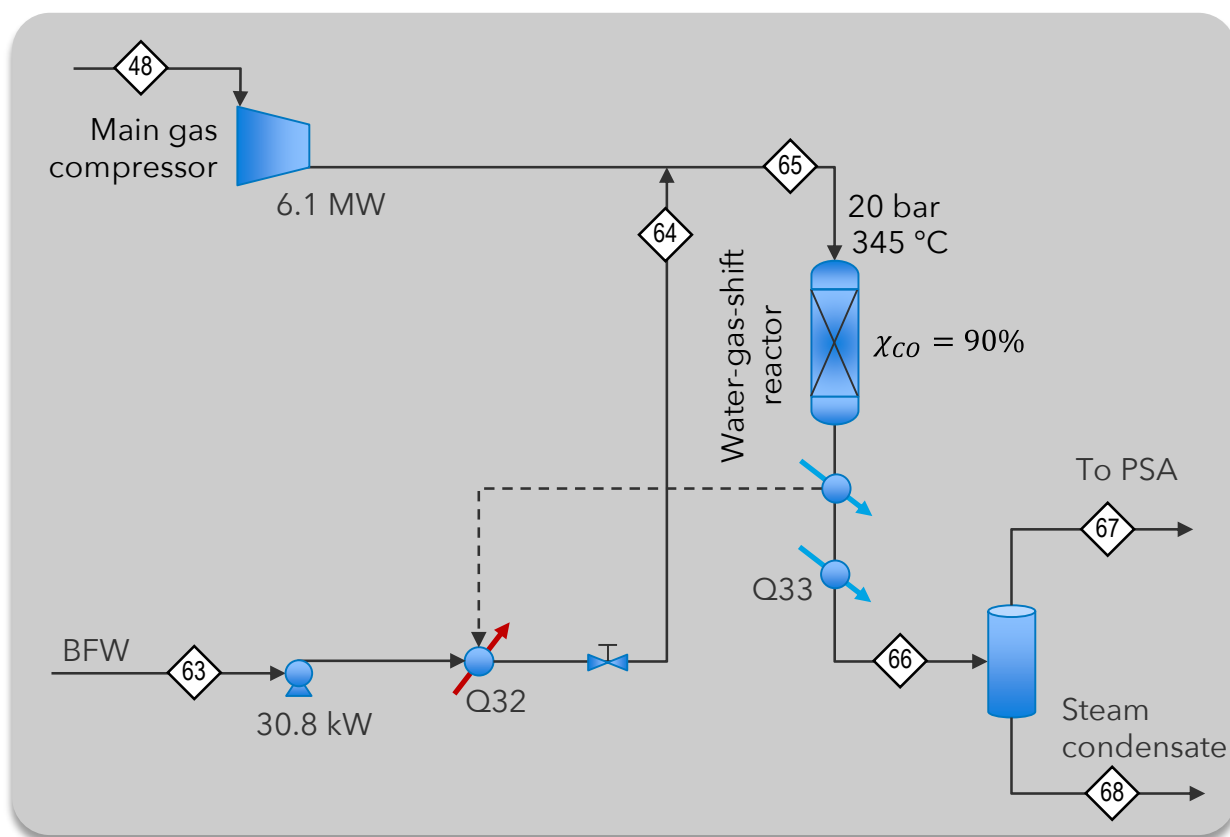 48
Main gas
compressor
6.1 MW
65
64
20 bar
345 °C
Water-gas-shift
reactor
χCO = 90%
To PSA
67
Q33
BFW
63
30.8 kW
Q32
66
Steam
condensate
68